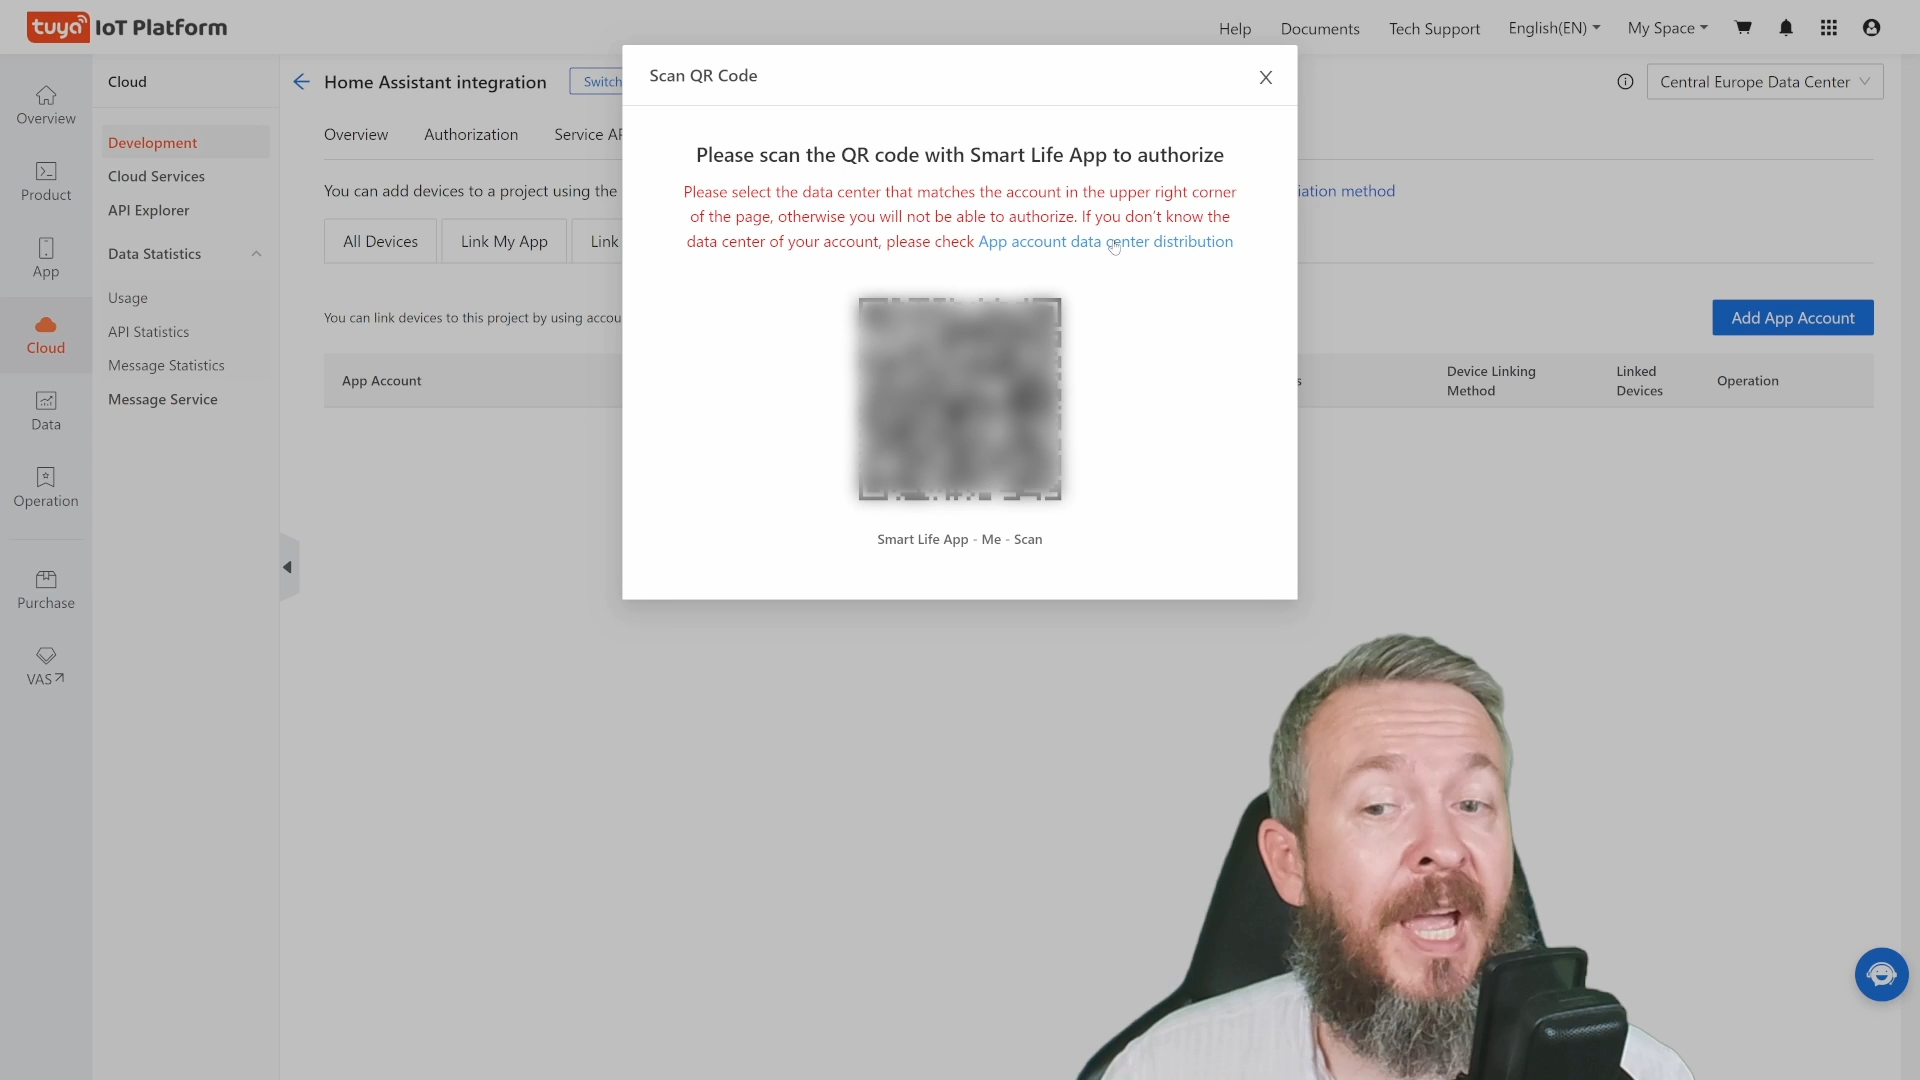 tuya IoT Platform
Help
Documents
Tech Support
English(EN)
My Space
Scan QR Code
X
Cloud
Home Assistant integration
Switch
Central Europe Data Center
Overview
Product
App
Cloud
Data
Operation
Purchase
VAS
Development
Cloud Services
API Explorer
Data Statistics
Usage
API Statistics
Message Statistics
Message Service
Overview
Authorization
Service AP
You can add devices to a project using the
iation method
All Devices
Link My App
Link
You can link devices to this project by using accou
Add App Account
App Account
s
Device Linking
Method
Linked
Devices
Operation
Please scan the QR code with Smart Life App to authorize
Please select the data center that matches the account in the upper right corner
of the page, otherwise you will not be able to authorize. If you don't know the
data center of your account, please check App account data center distribution
Smart Life App - Me - Scan